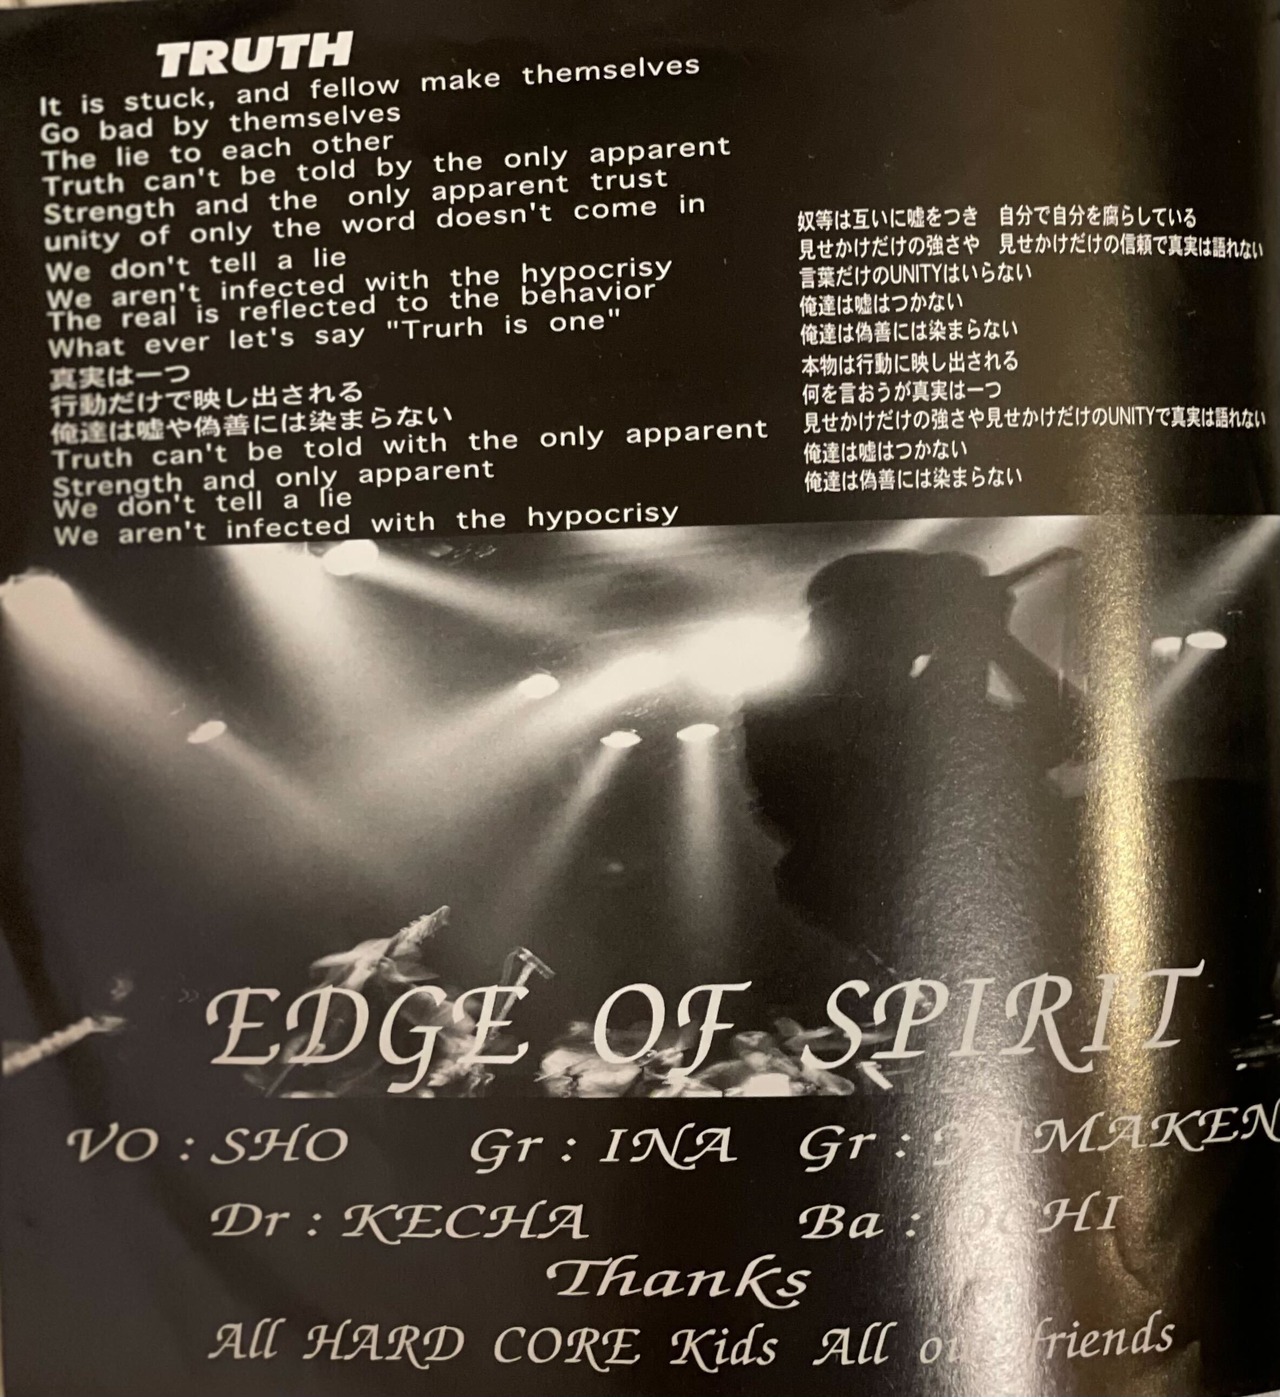 TRUTH
It is stuck, and fellow make themselves
Go bad by themselves
The lie to each other
Truth can't be told by the only apparent
Strength and the only apparent trust
unity of only the word doesn't come in
We don't tell a lie
We aren't infected with the hypocrisy
The real is reflected to the behavior
What ever let's say "Trurh is one"
真実は一つ
行動だけで映し出される
俺達は嘘や偽善には染まらない
Truth can't be told with the only apparent
Strength and only apparent
We don't tell a lie
We aren't infected with the hypocrisy
奴等は互いに嘘をつき　自分で自分を腐らしている
見せかけだけの強さや　見せかけだけの信頼で真実は語れない
言葉だけのUNITYはいらない
俺達は嘘はつかない
俺達は偽善には染まらない
本物は行動に映し出される
何を言おうが真実は一つ
見せかけだけの強さや見せかけだけのUNITYで真実は語れない
俺達は嘘はつかない
俺達は偽善には染まらない
EDGE OF SPIRIT
VO : SHO Gr : INA Gr :
Dr : KECHA Ba :
Thanks
All HARD CORE Kids All our friends